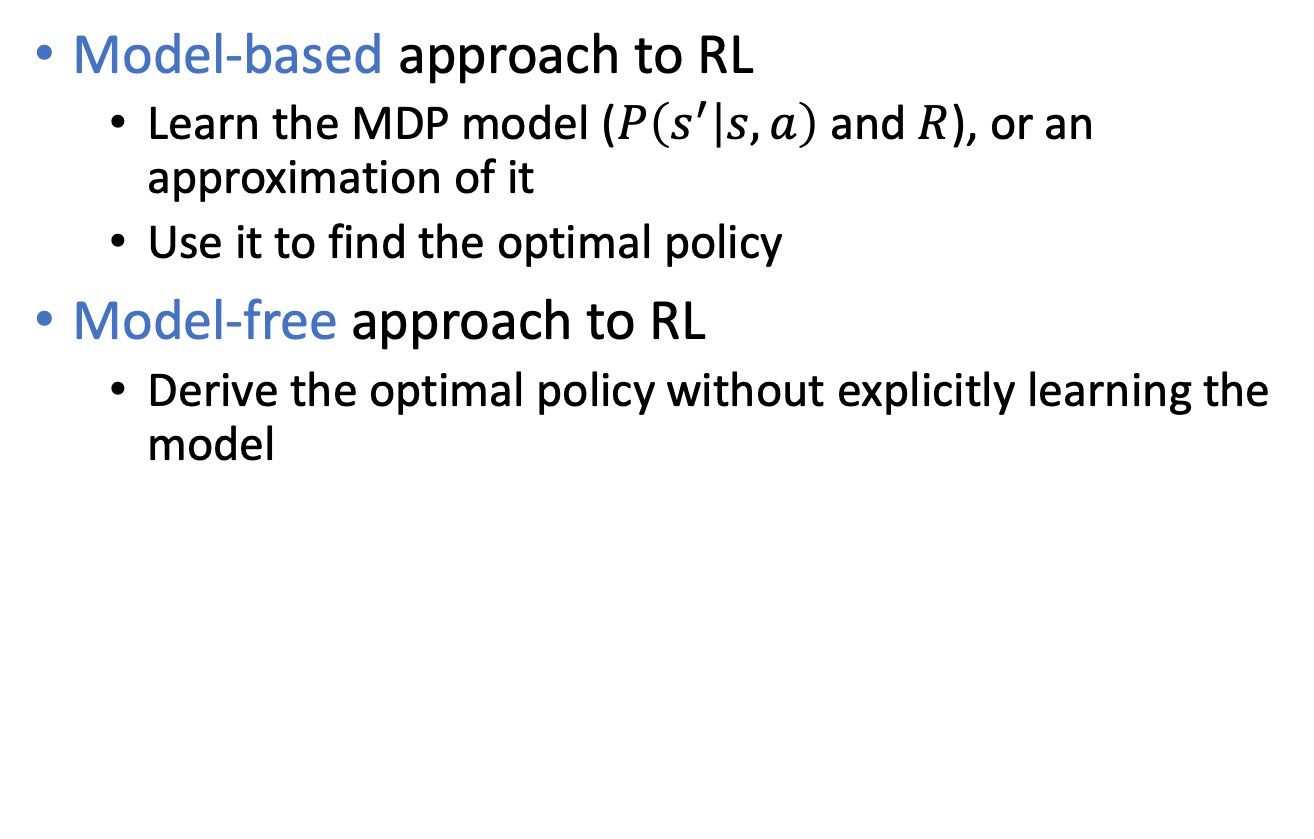 • Model-based approach to RL
• Learn the MDP model (P(s′|s, a) and R), or an
approximation of it
• Use it to find the optimal policy
• Model-free approach to RL
• Derive the optimal policy without explicitly learning the
model